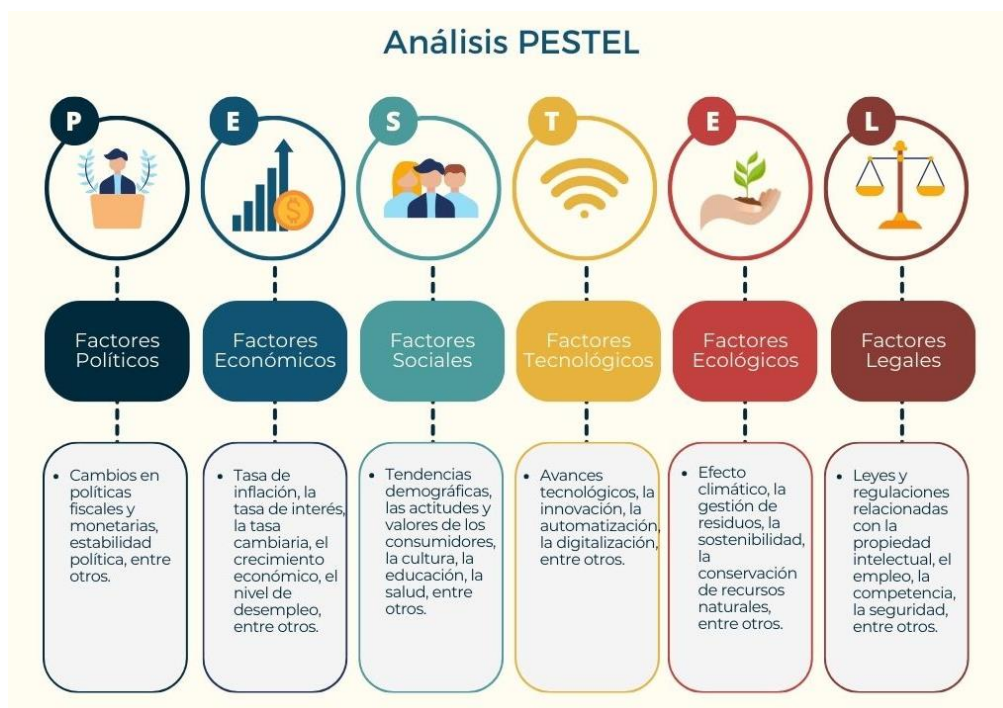 Análisis PESTEL
P
E
S
T
E
L
$
Factores
Políticos
Factores
Económicos
Factores
Sociales
Factores
Tecnológicos
Factores
Ecológicos
Factores
Legales
• Cambios en
políticas
fiscales y
monetarias,
estabilidad
política, entre
otros.
• Tasa de
inflación, la
tasa de interés,
la tasa
cambiaria, el
crecimiento
económico, el
nivel de
desempleo,
entre otros.
• Tendencias
demográficas,
las actitudes y
valores de los
consumidores,
la cultura, la
educación, la
salud, entre
otros.
• Avances
tecnológicos, la
innovación, la
automatización,
la digitalización,
entre otros.
• Efecto
climático, la
gestión de
residuos, la
sostenibilidad,
la
conservación
de recursos
naturales,
entre otros.
• Leyes y
regulaciones
relacionadas
con la
propiedad
intelectual, el
empleo, la
competencia,
la seguridad,
entre otros.